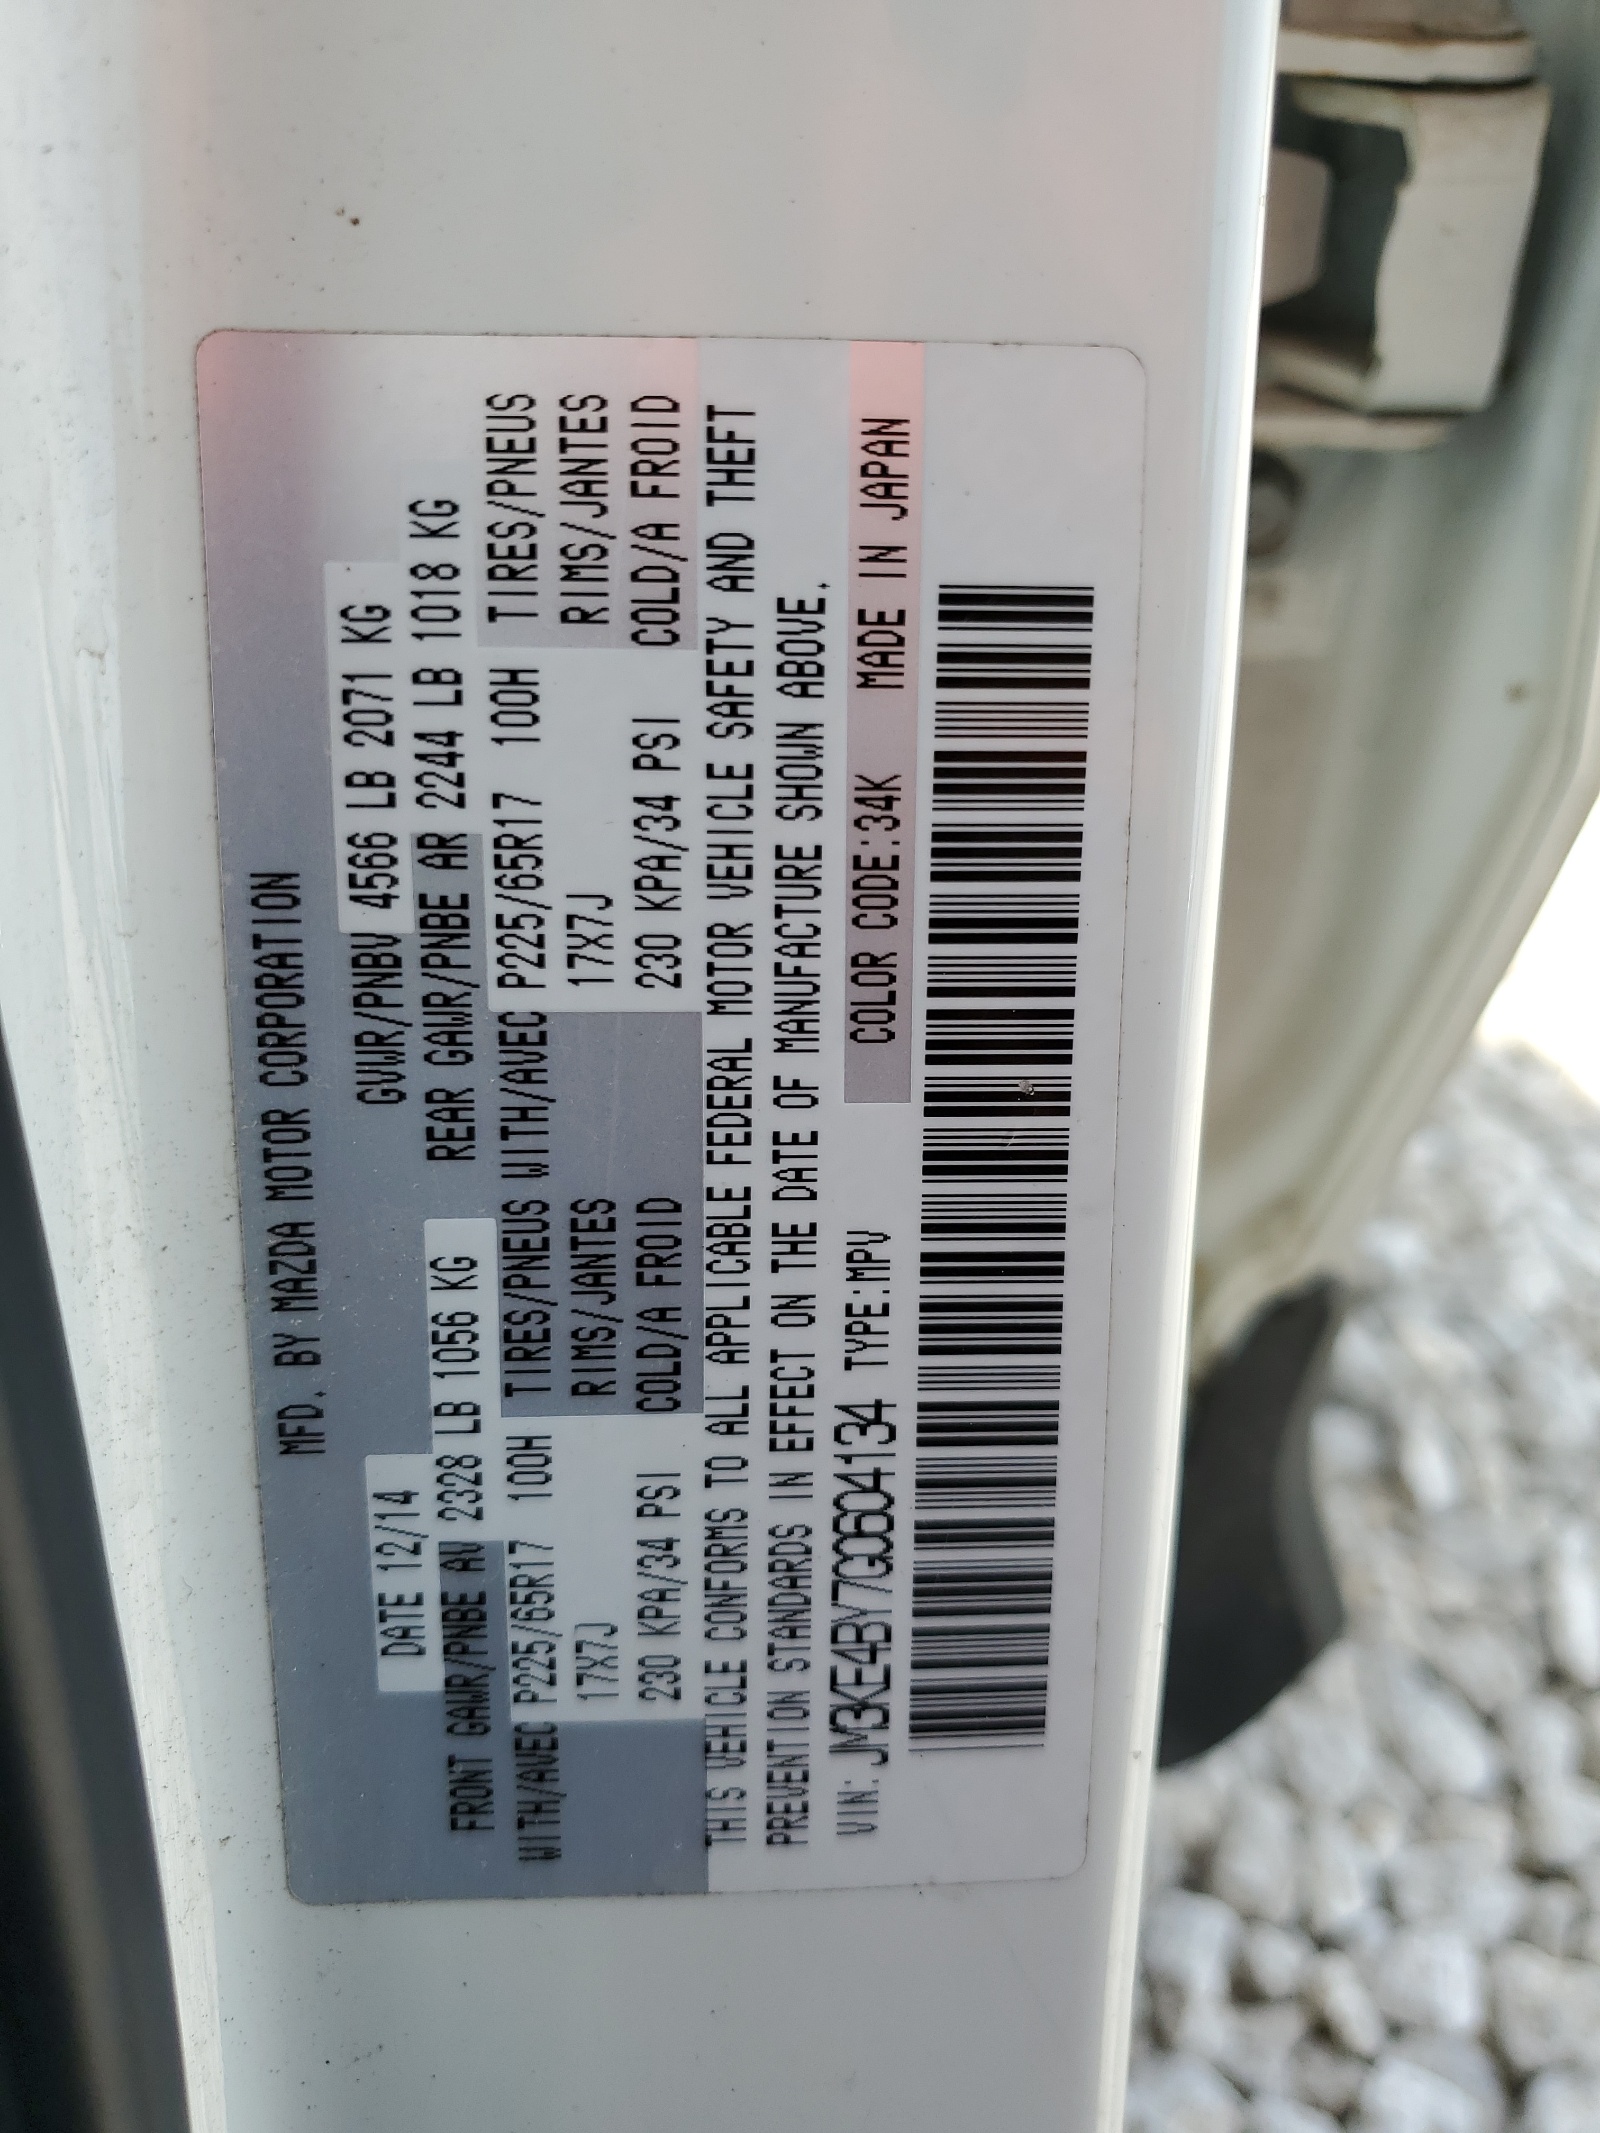 MFD. BY MAZDA MOTOR CORPORATION
DATE 12/14 GVWR/PNBV 4566 LB 2071 KG
FRONT GAWR/PNBE AV 2328 LB 1056 KG REAR GAWR/PNBE AR 2244 LB 1018 KG
WITH/AVEC P225/65R17 100H TIRES/PNEUS WITH/AVEC P225/65R17 100H TIRES/PNEUS
17X7J RIMS/JANTES 17X7J RIMS/JANTES
230 KPA/34 PSI COLD/A FROID 230 KPA/34 PSI COLD/A FROID
THIS VEHICLE CONFORMS TO ALL APPLICABLE FEDERAL MOTOR VEHICLE SAFETY AND THEFT
PREVENTION STANDARDS IN EFFECT ON THE DATE OF MANUFACTURE SHOWN ABOVE.
VIN: JM3KE4BY7G0604134 TYPE:MPV COLOR CODE:34K MADE IN JAPAN